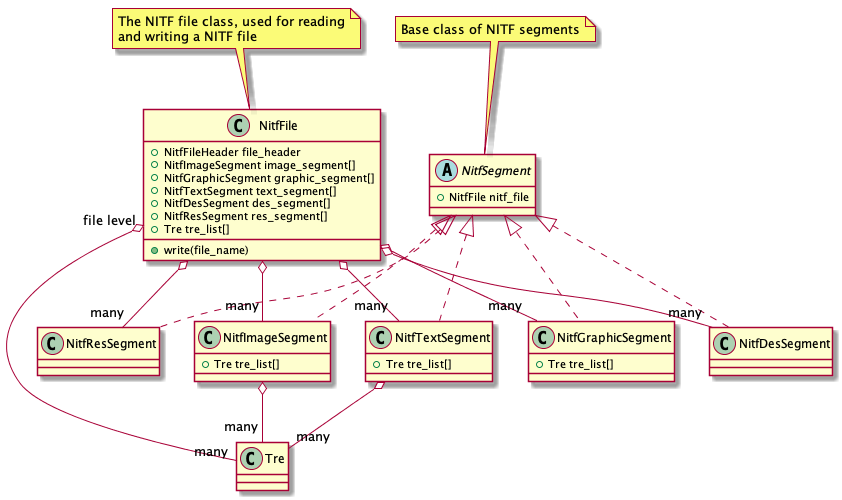 The NITF file class, used for reading
and writing a NITF file
Base class of NITF segments
C NitfFile
NitfFileHeader file_header
NitfImageSegment image_segment[]
NitfGraphicSegment graphic_segment[]
NitfTextSegment text_segment[]
NitfDesSegment des_segment[]
NitfResSegment res_segment[]
Tre tre_list[]
write(file_name)
A NitfSegment
NitfFile nitf_file
file level
many
many
many
many
many
C NitfResSegment
C NitfImageSegment
Tre tre_list[]
C NitfTextSegment
Tre tre_list[]
C NitfGraphicSegment
Tre tre_list[]
C NitfDesSegment
many
many
many
C Tre